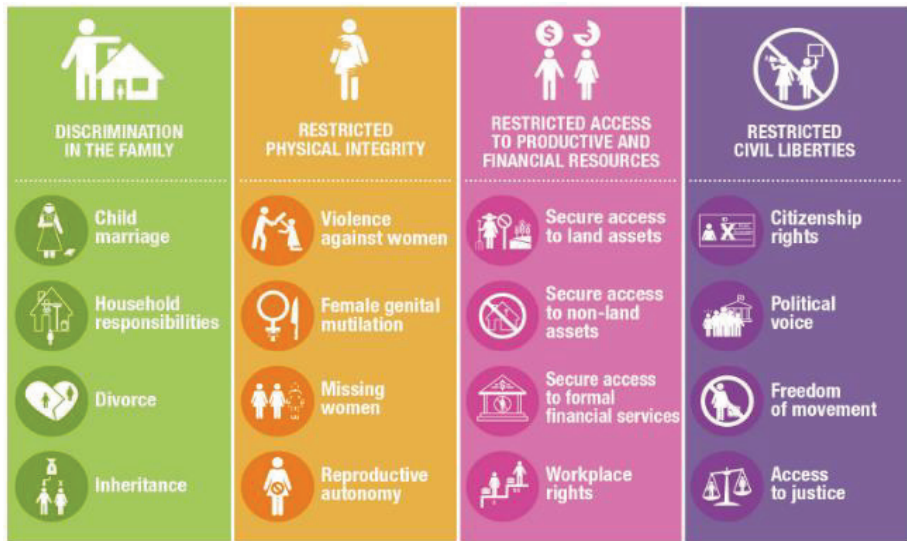 DISCRIMINATION
IN THE FAMILY
Child
marriage
Household
responsibilities
Divorce
Inheritance
RESTRICTED
PHYSICAL INTEGRITY
Violence
against women
Female genital
mutilation
Missing
women
Reproductive
autonomy
$
RESTRICTED ACCESS
TO PRODUCTIVE AND
FINANCIAL RESOURCES
Secure access
to land assets
Secure access
to non-land
assets
Secure access
to formal
financial services
Workplace
rights
RESTRICTED
CIVIL LIBERTIES
Citizenship
rights
Political
voice
Freedom
of movement
Access
to justice